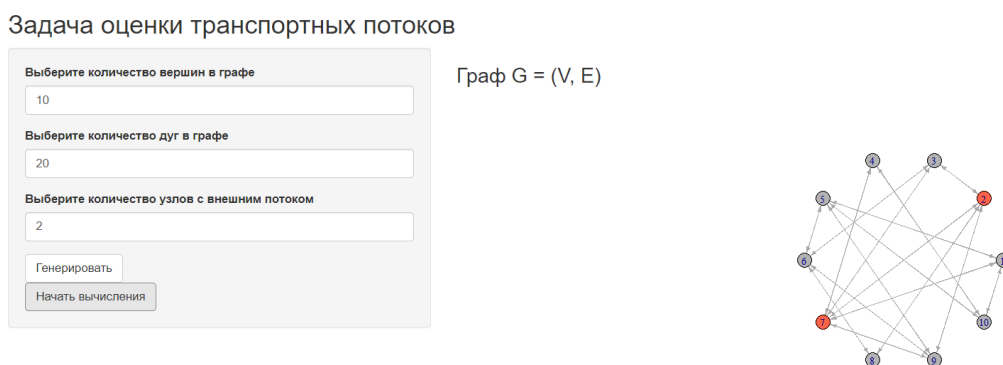 Задача оценки транспортных потоков
Выберите количество вершин в графе
10
Выберите количество дуг в графе
20
Выберите количество узлов с внешним потоком
2
Генерировать
Начать вычисления
Граф G = (V, E)
4
3
5
2
6
1
7
10
8
9